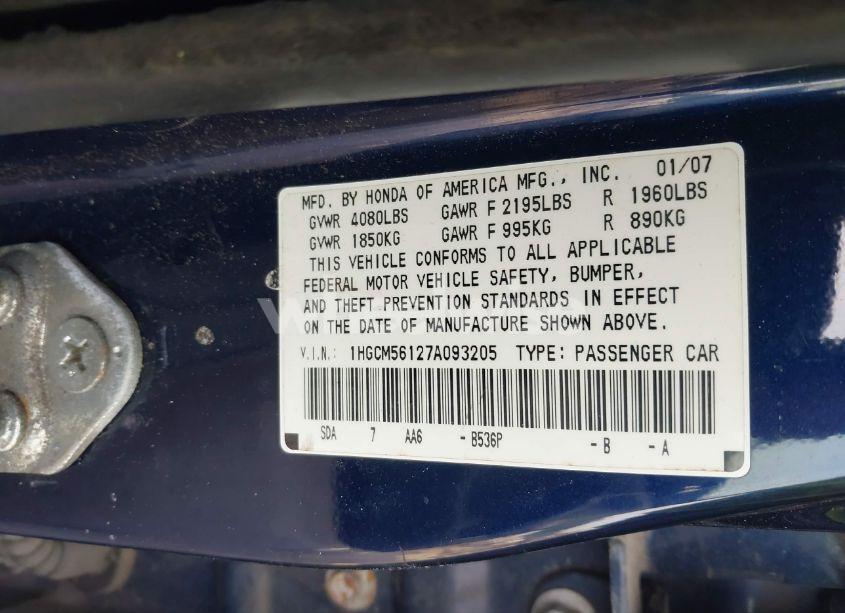 MFD. BY HONDA OF AMERICA MFG., INC. 01/07
GVWR 4080LBS GAWR F 2195LBS R 1960LBS
GVWR 1850KG GAWR F 995KG R 890KG
THIS VEHICLE CONFORMS TO ALL APPLICABLE
FEDERAL MOTOR VEHICLE SAFETY, BUMPER,
AND THEFT PREVENTION STANDARDS IN EFFECT
ON THE DATE OF MANUFACTURE SHOWN ABOVE.
V.I.N.: 1HGCM56127A093205 TYPE: PASSENGER CAR
SDA 7 AA6 - B536P - B - A